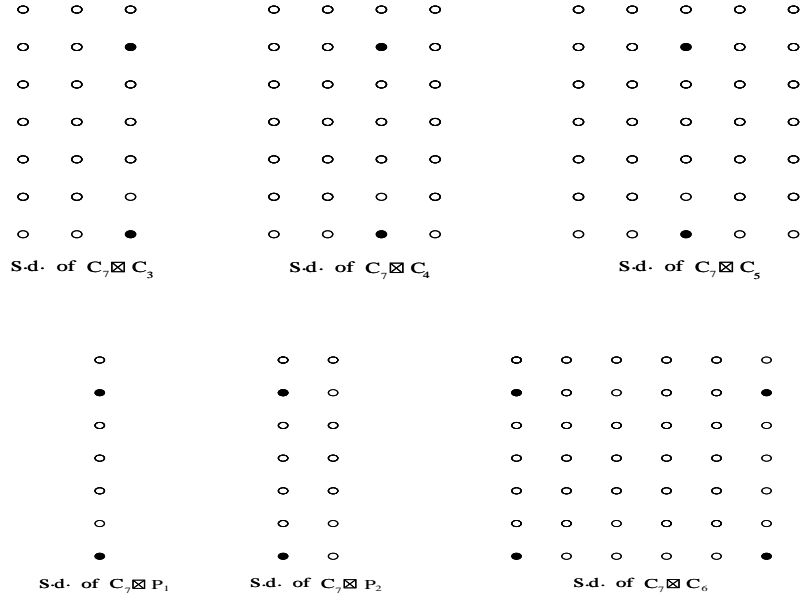 S.d. of C₇⊠ C₃
S.d. of C₇⊠ C₄
S.d. of C₇⊠ C₅
S.d. of C₇⊠ P₁
S.d. of C₇⊠ P₂
S.d. of C₇⊠ C₆